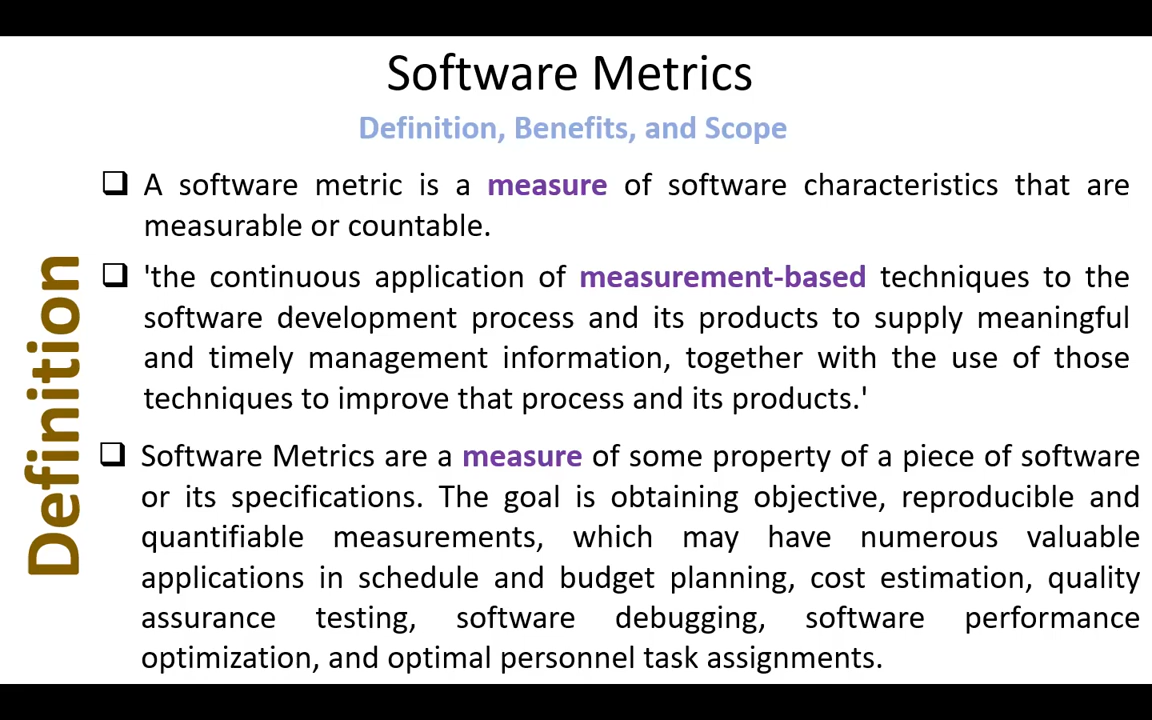 Software Metrics
Definition, Benefits, and Scope
Definition
A software metric is a measure of software characteristics that are
measurable or countable.
'the continuous application of measurement-based techniques to the
software development process and its products to supply meaningful
and timely management information, together with the use of those
techniques to improve that process and its products.'
Software Metrics are a measure of some property of a piece of software
or its specifications. The goal is obtaining objective, reproducible and
quantifiable measurements, which may have numerous valuable
applications in schedule and budget planning, cost estimation, quality
assurance testing, software debugging, software performance
optimization, and optimal personnel task assignments.